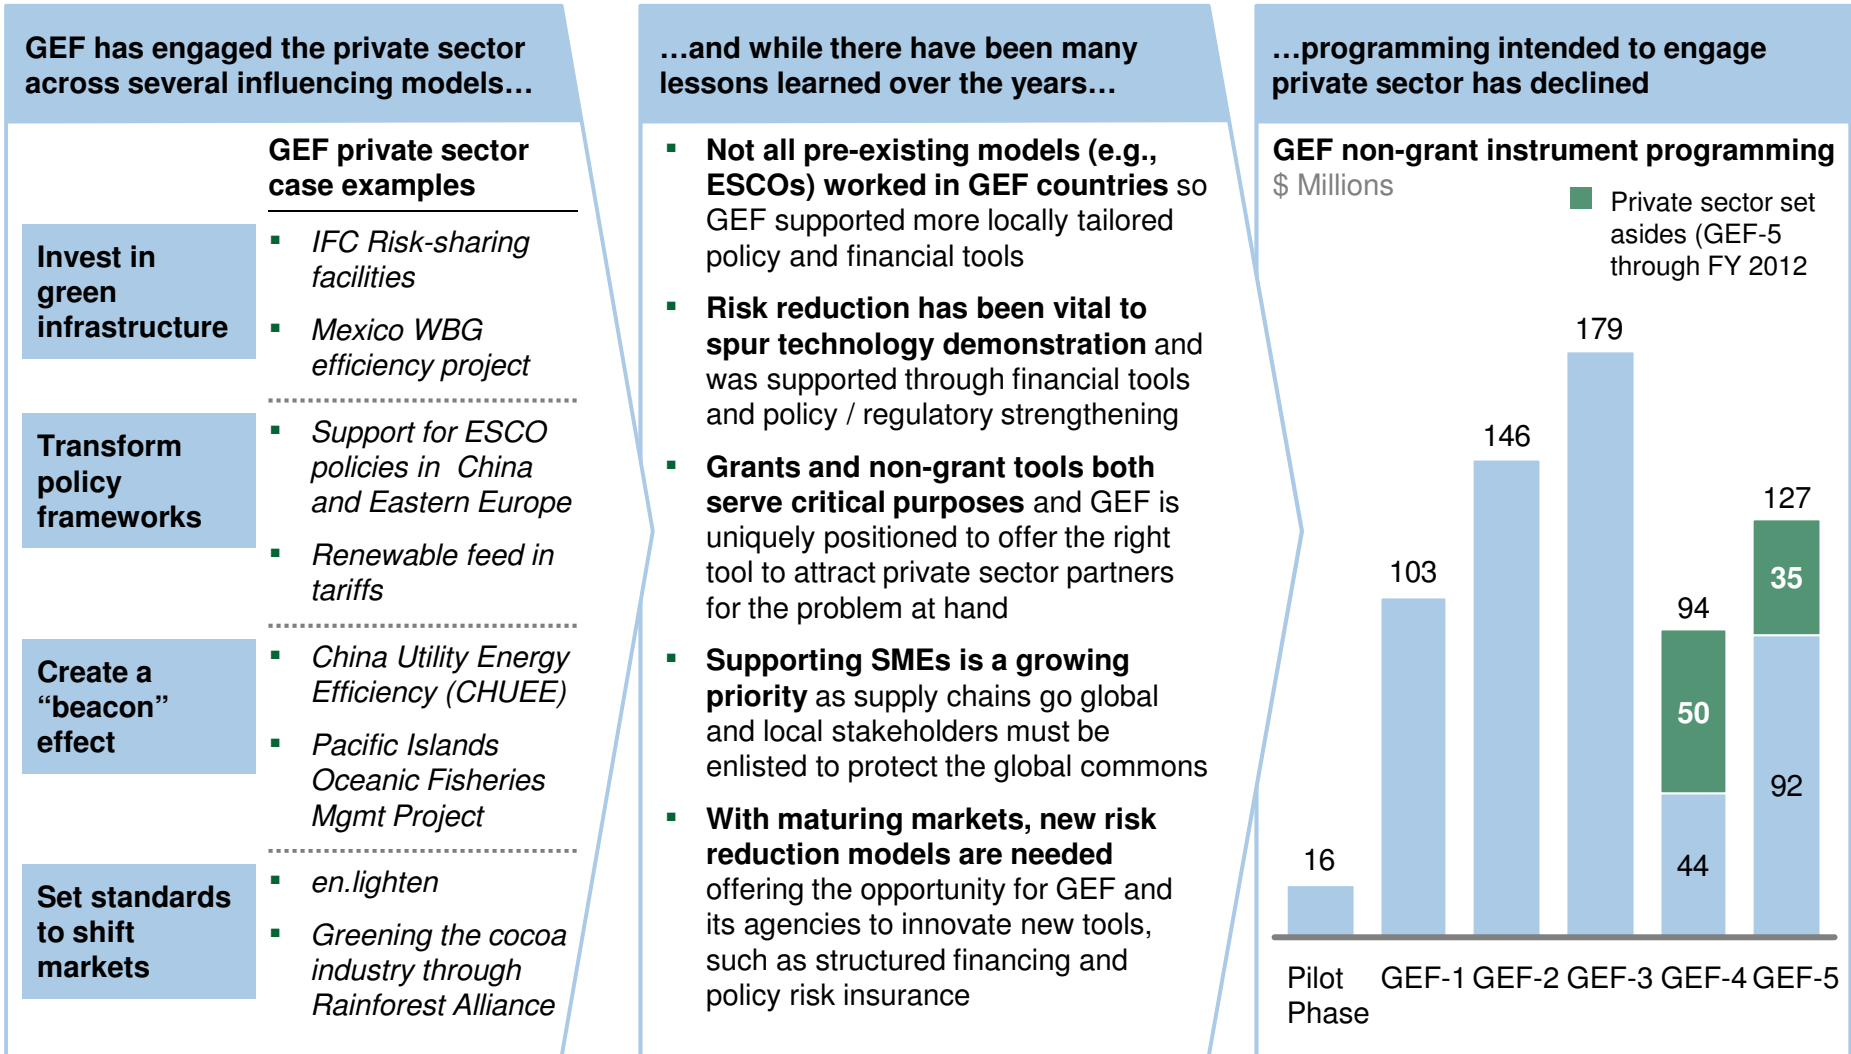 GEF has engaged the private sector
across several influencing models…
GEF private sector
case examples
Invest in
green
infrastructure
▪ IFC Risk-sharing
facilities
▪ Mexico WBG
efficiency project
Transform
policy
frameworks
▪ Support for ESCO
policies in  China
and Eastern Europe
▪ Renewable feed in
tariffs
Create a
“beacon”
effect
▪ China Utility Energy
Efficiency (CHUEE)
▪ Pacific Islands
Oceanic Fisheries
Mgmt Project
Set standards
to shift
markets
▪ en.lighten
▪ Greening the cocoa
industry through
Rainforest Alliance
…and while there have been many
lessons learned over the years…
▪ Not all pre-existing models (e.g.,
ESCOs) worked in GEF countries so
GEF supported more locally tailored
policy and financial tools
▪ Risk reduction has been vital to
spur technology demonstration and
was supported through financial tools
and policy / regulatory strengthening
▪ Grants and non-grant tools both
serve critical purposes and GEF is
uniquely positioned to offer the right
tool to attract private sector partners
for the problem at hand
▪ Supporting SMEs is a growing
priority as supply chains go global
and local stakeholders must be
enlisted to protect the global commons
▪ With maturing markets, new risk
reduction models are needed
offering the opportunity for GEF and
its agencies to innovate new tools,
such as structured financing and
policy risk insurance
…programming intended to engage
private sector has declined
GEF non-grant instrument programming
$ Millions
Private sector set
asides (GEF-5
through FY 2012
179
146
127
103
35
94
50
92
16
44
Pilot
Phase
GEF-1 GEF-2 GEF-3 GEF-4 GEF-5